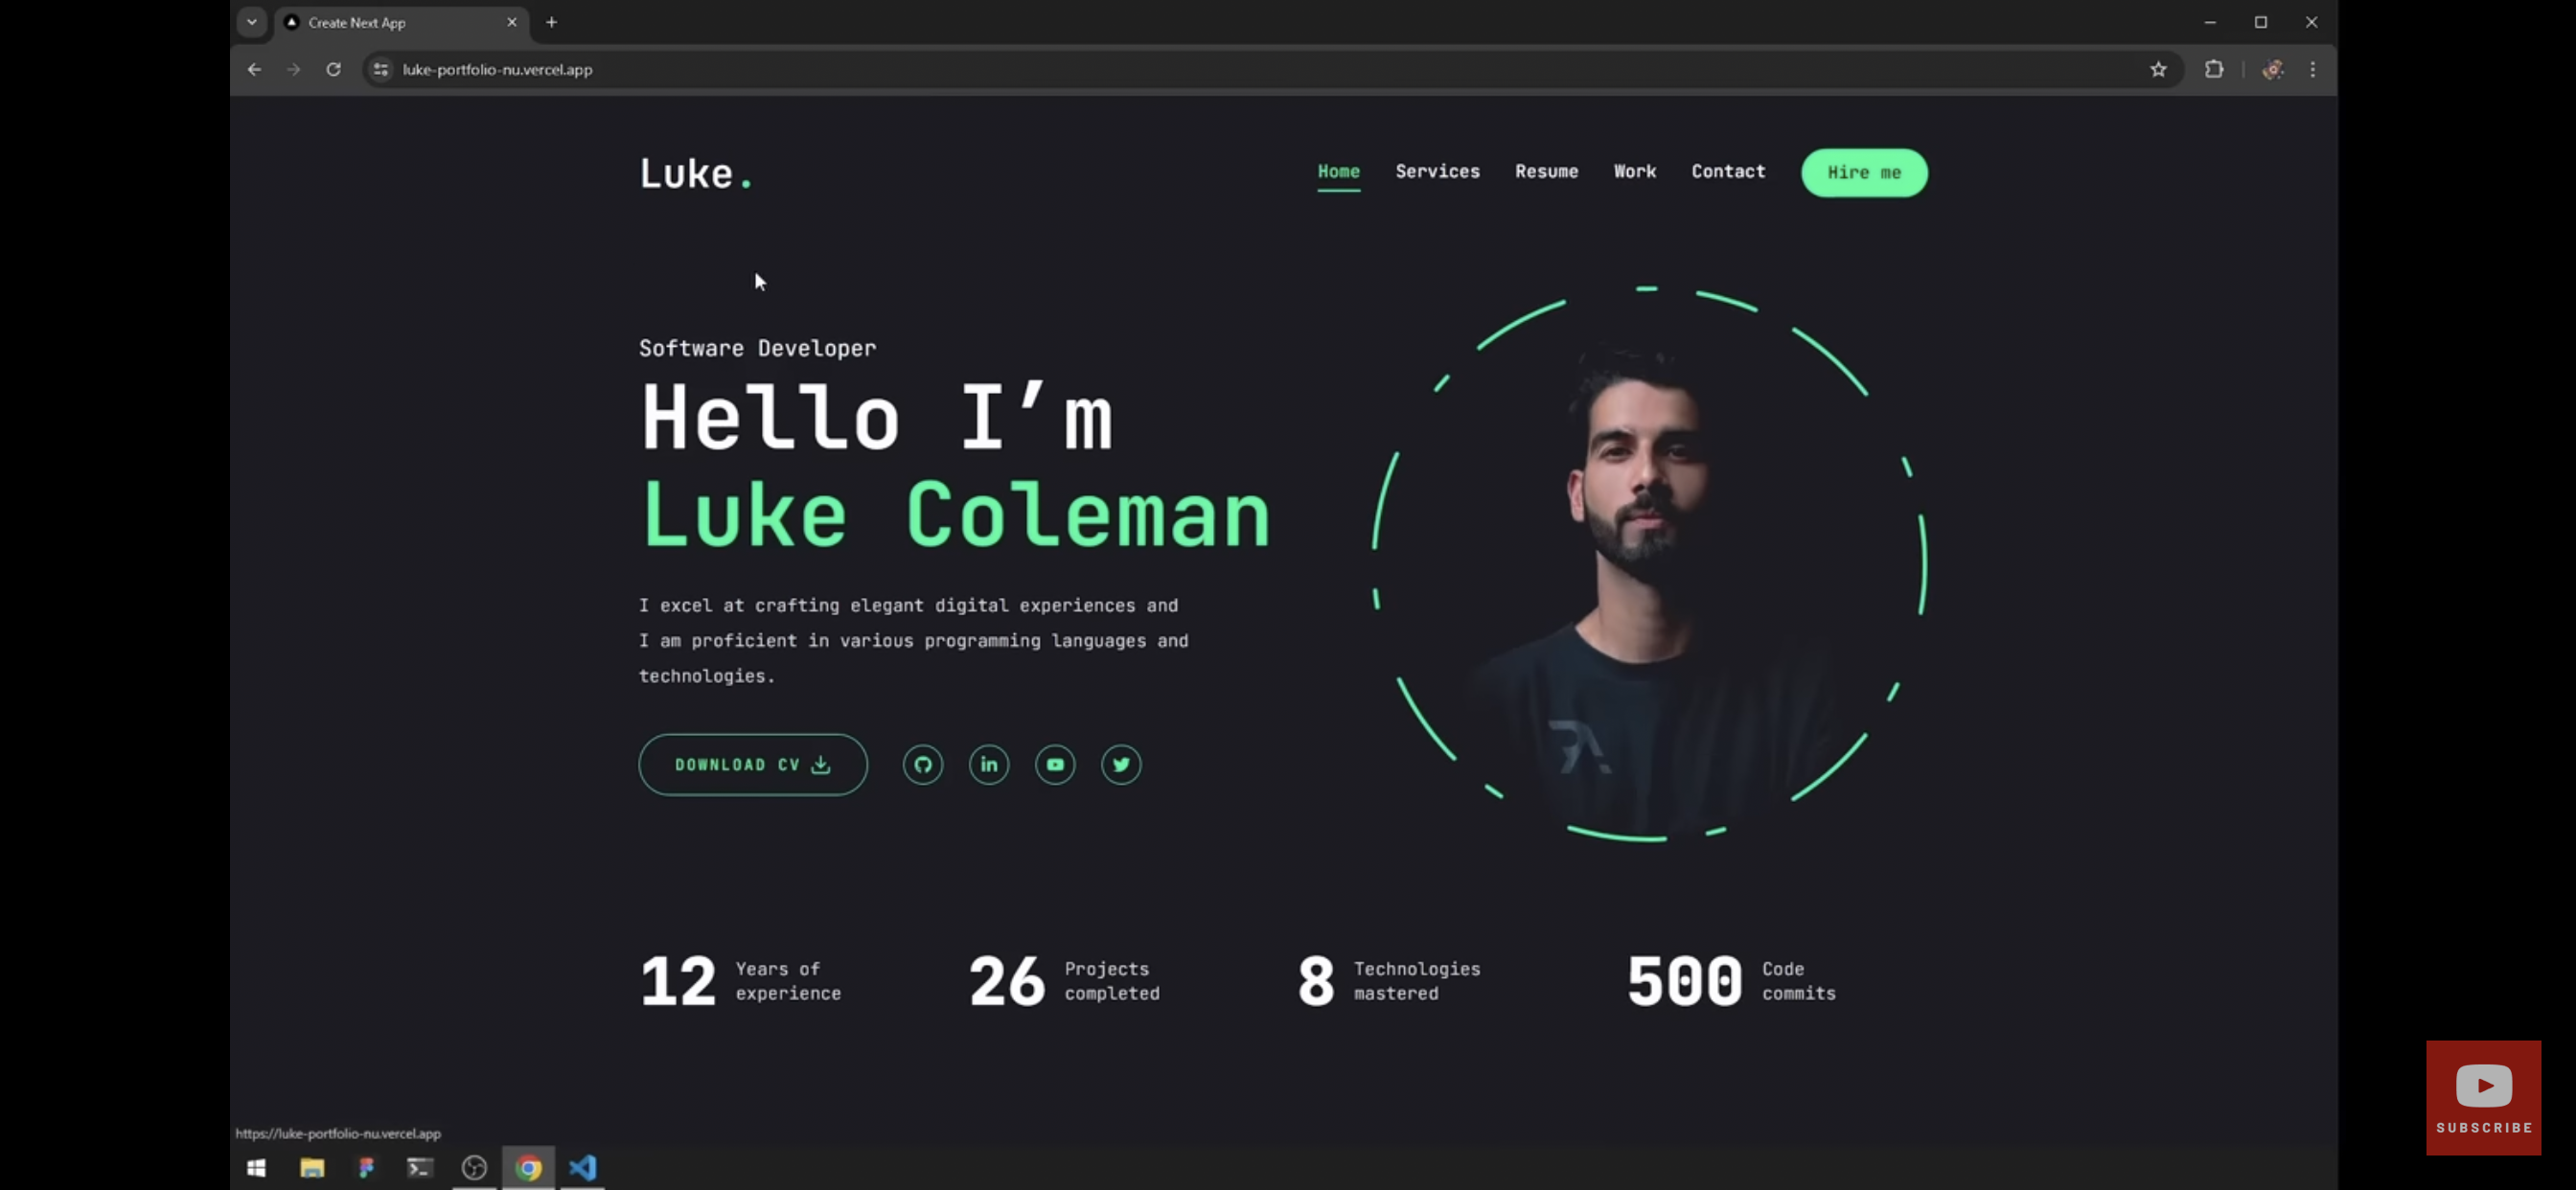 Create Next App
luke-portfolio-nu.vercel.app
Luke.
Home Services Resume Work Contact Hire me
Software Developer
Hello I’m
Luke Coleman
I excel at crafting elegant digital experiences and
I am proficient in various programming languages and
technologies.
DOWNLOAD CV
in
12 Years of experience
26 Projects completed
8 Technologies mastered
500 Code commits
https://luke-portfolio-nu.vercel.app
SUBSCRIBE